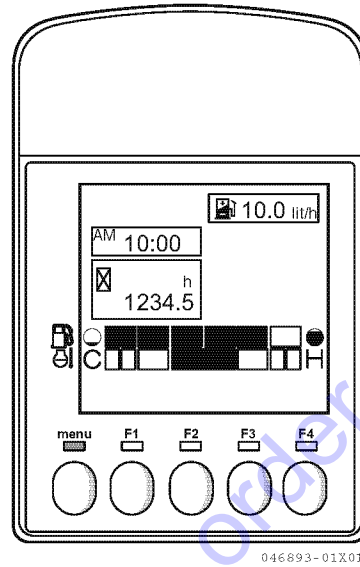 10.0 lit/h
AM 10:00
h
1234.5
C H
menu F1 F2 F3 F4
order
046893-01X01